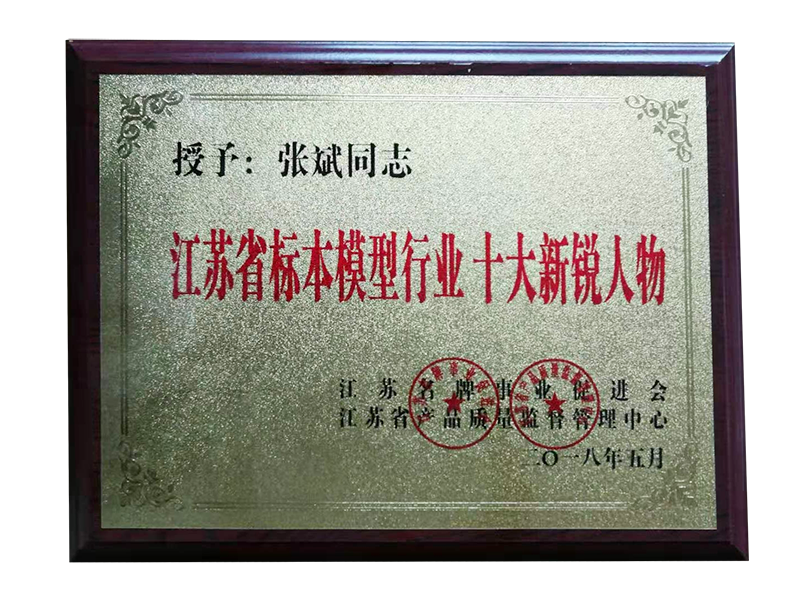 授予：张斌同志
江苏省标本模型行业 十大新锐人物
江苏名牌事业促进会
江苏省产品质量监督管理中心
二〇一八年五月